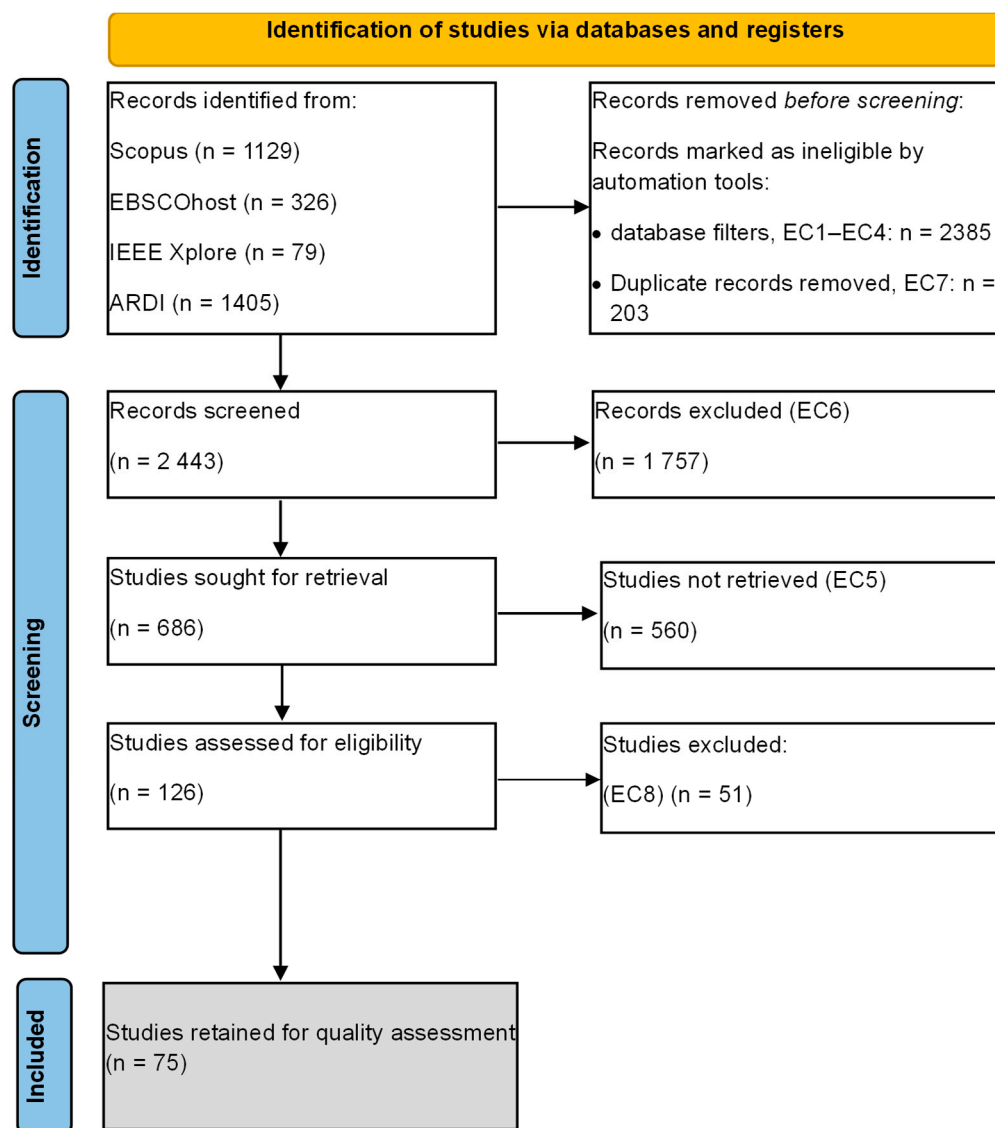 Identification of studies via databases and registers
Identification
Records identified from:
Scopus (n = 1129)
EBSCOhost (n = 326)
IEEE Xplore (n = 79)
ARDI (n = 1405)
Records removed before screening:
Records marked as ineligible by
automation tools:
• database filters, EC1–EC4: n = 2385
• Duplicate records removed, EC7: n =
203
Screening
Records screened
(n = 2 443)
Records excluded (EC6)
(n = 1 757)
Studies sought for retrieval
(n = 686)
Studies not retrieved (EC5)
(n = 560)
Studies assessed for eligibility
(n = 126)
Studies excluded:
(EC8) (n = 51)
Included
Studies retained for quality assessment
(n = 75)